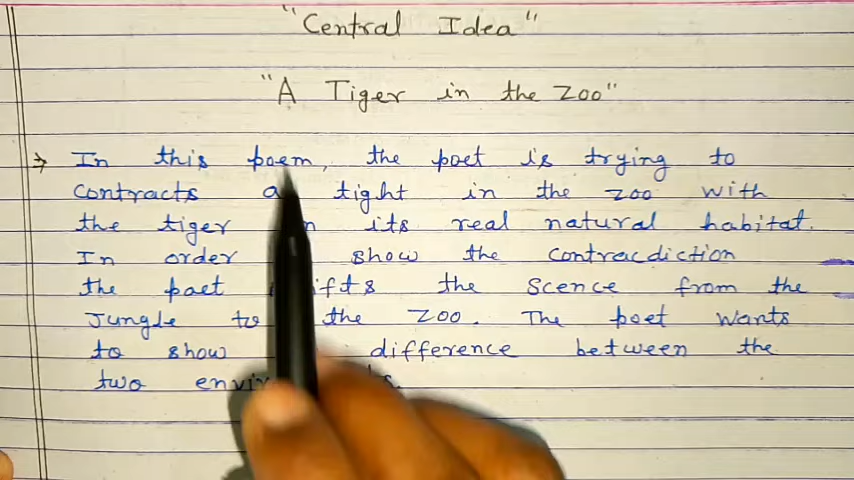 "Central Idea"
"A Tiger in the Zoo"
→ In this poem, the poet is trying to
contracts a tight in the zoo with
the tiger in its real natural habitat.
In order show the contracdiction
the poet the scence from the
Jungle to the zoo. The poet wants
to show difference between the
two